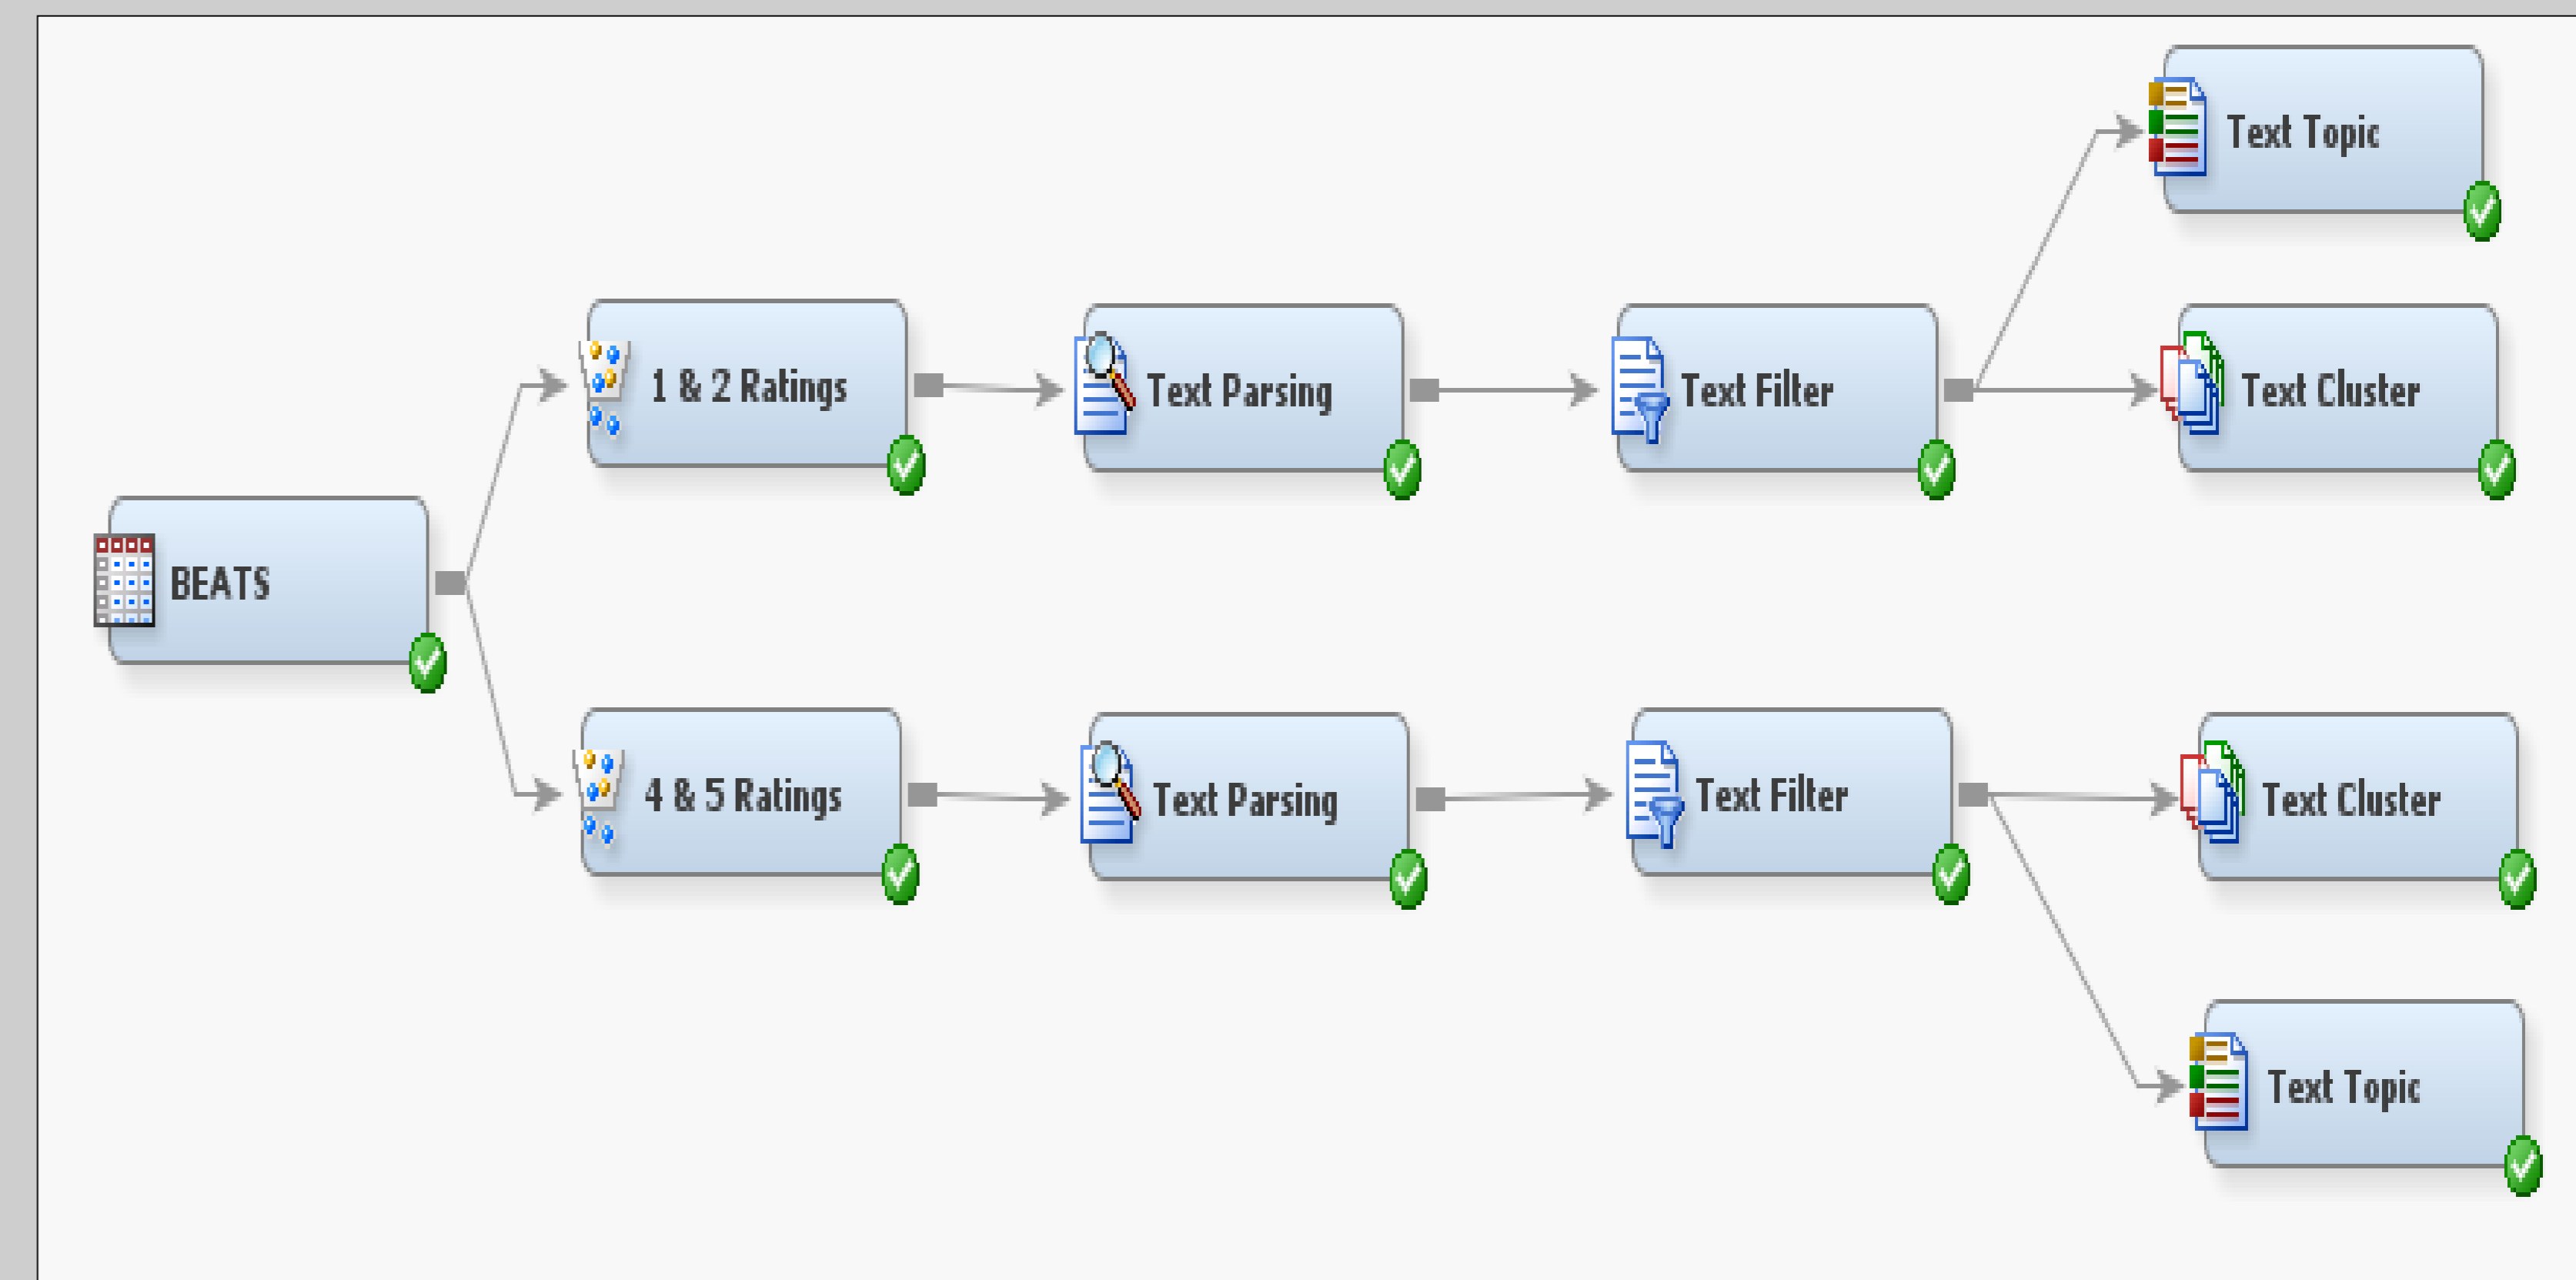 Text Topic
1 & 2 Ratings
Text Parsing
Text Filter
Text Cluster
BEATS
4 & 5 Ratings
Text Parsing
Text Filter
Text Cluster
Text Topic